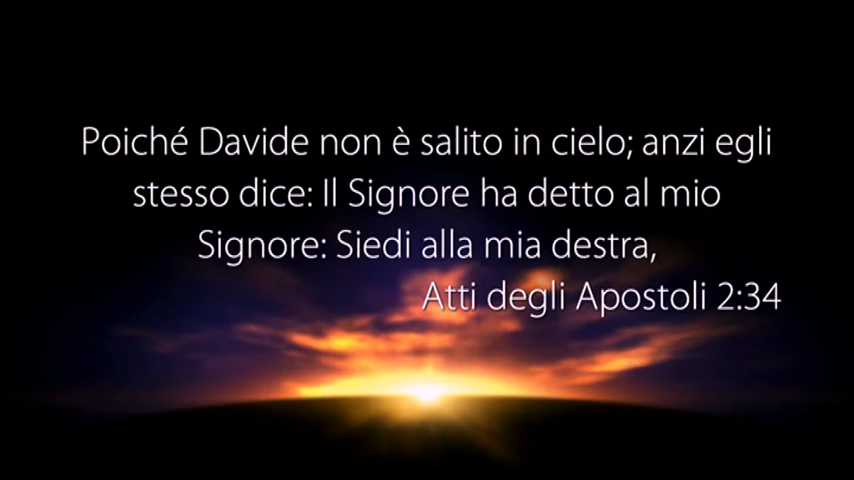 Poiché Davide non è salito in cielo; anzi egli
stesso dice: Il Signore ha detto al mio
Signore: Siedi alla mia destra,
Atti degli Apostoli 2:34